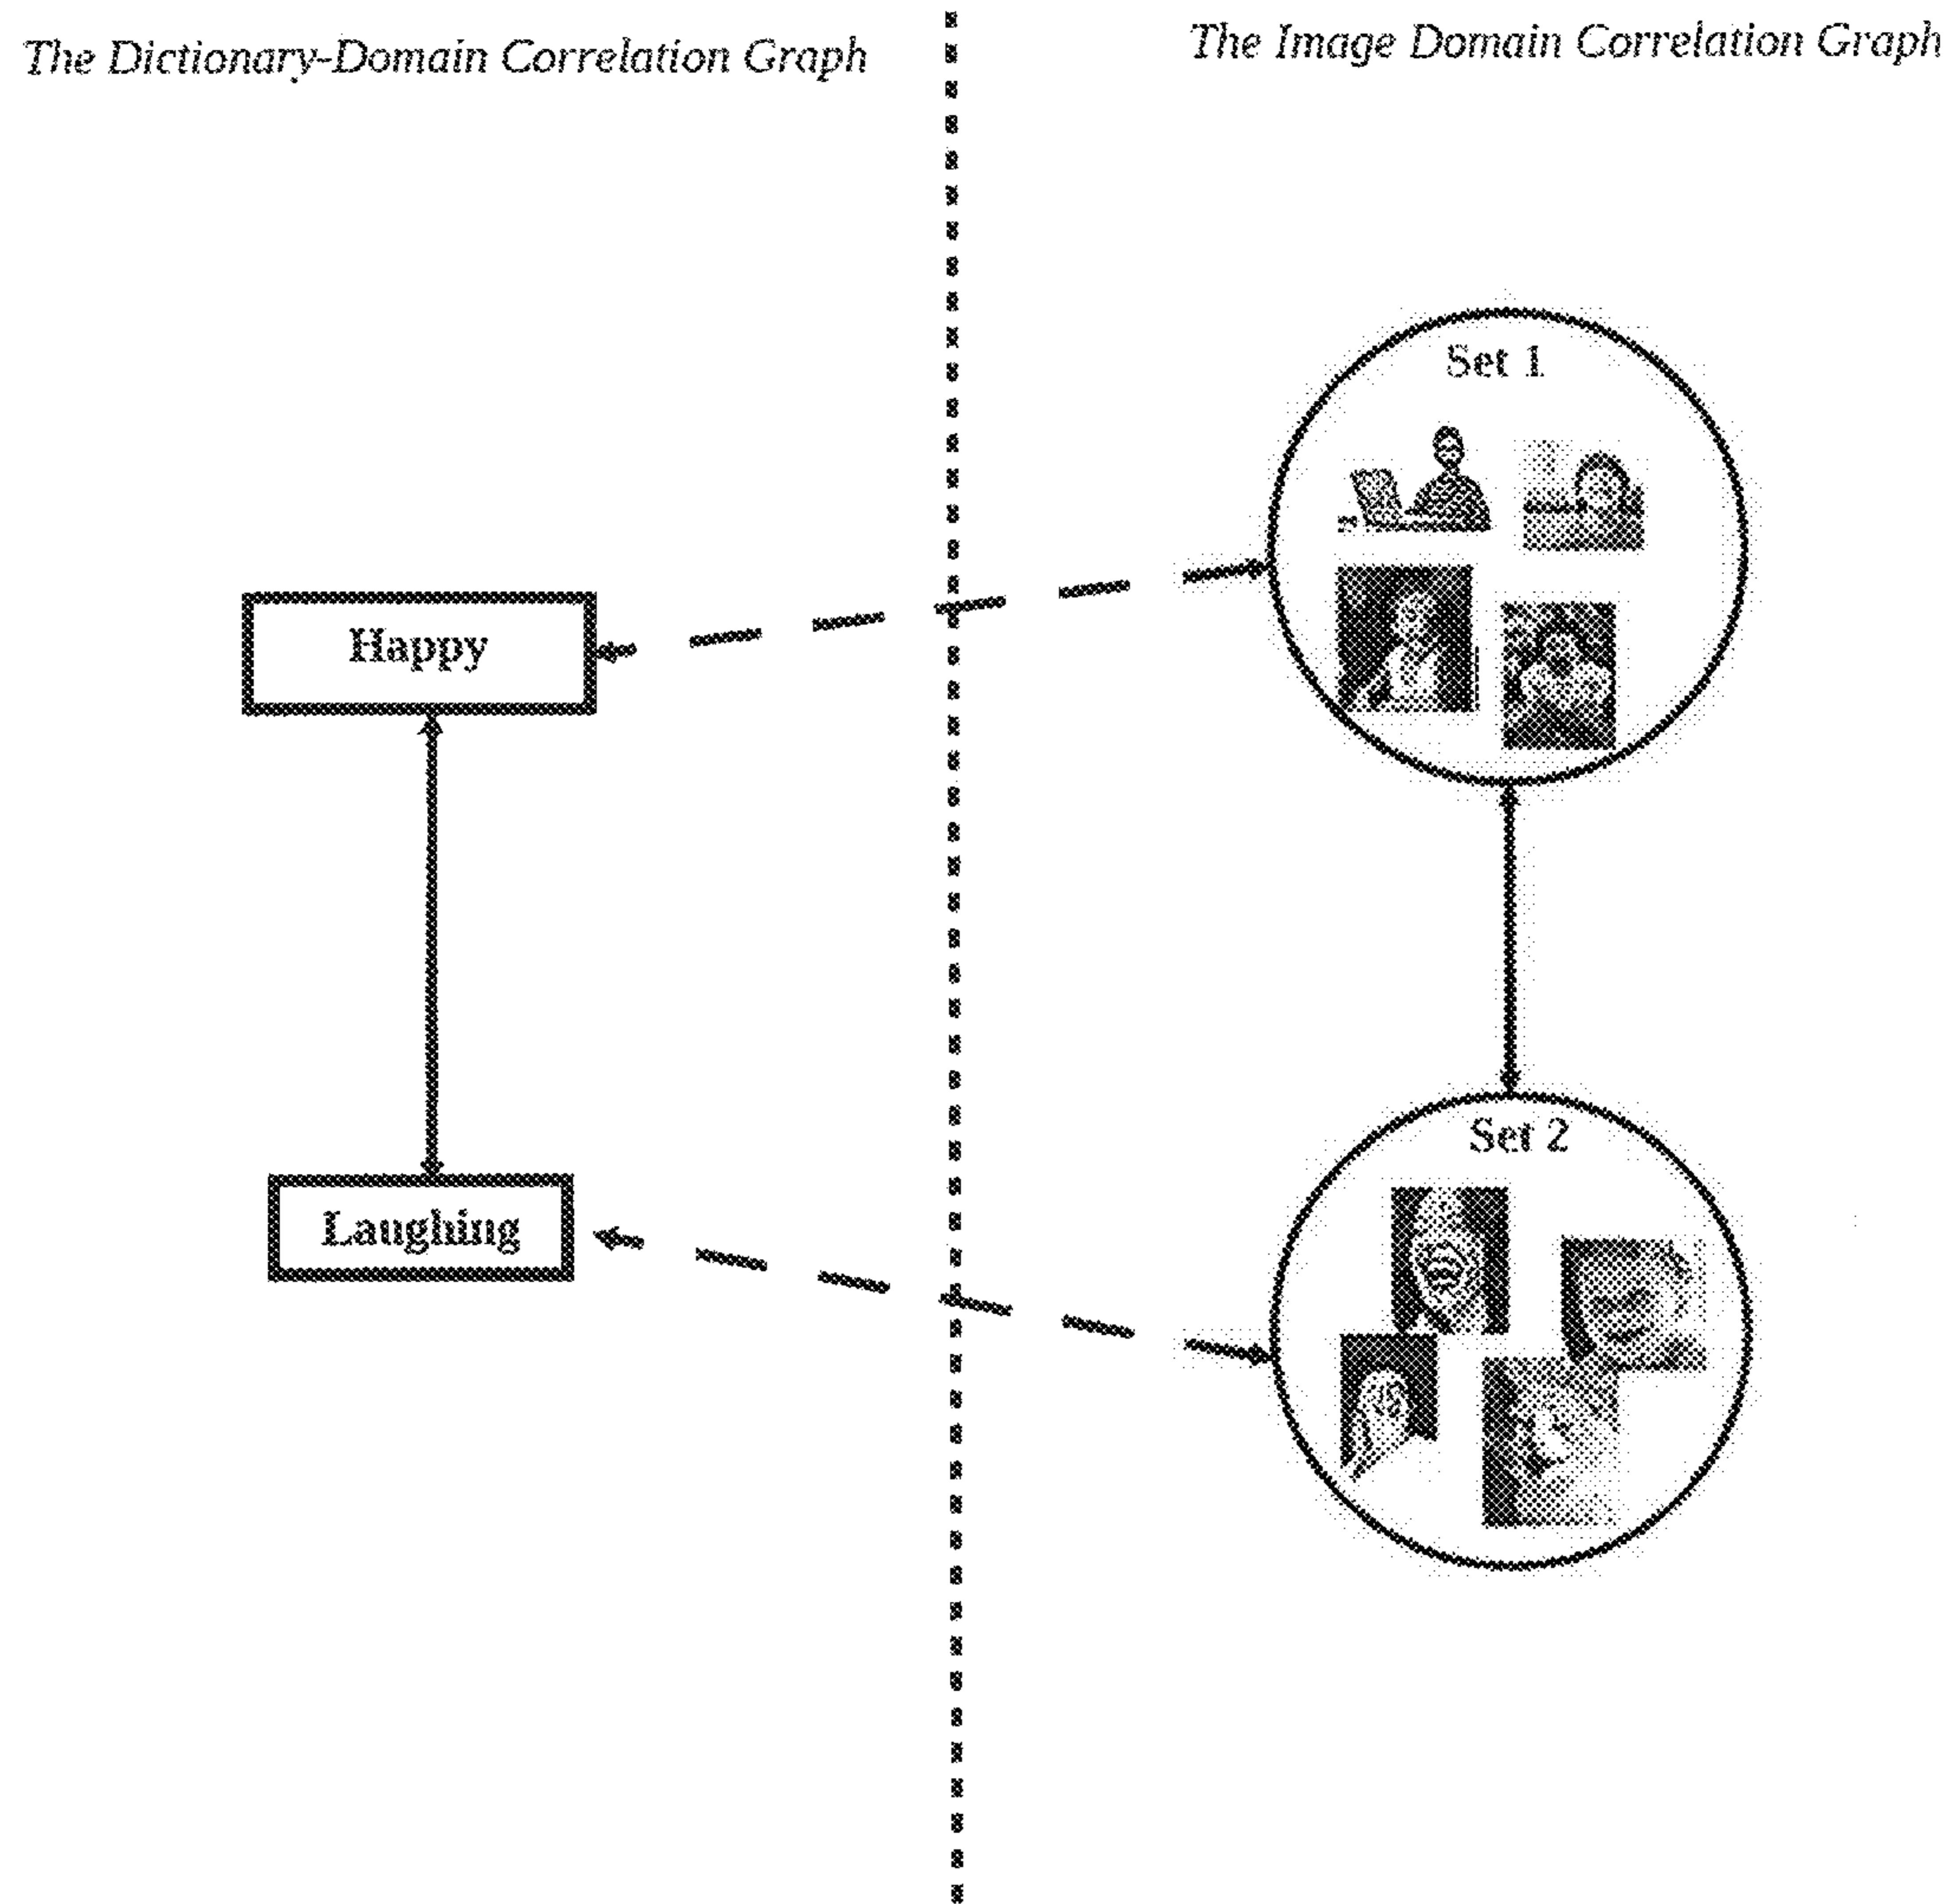 The Dictionary-Domain Correlation Graph
The Image Domain Correlation Graph
Set 1
Happy
Set 2
Laughing